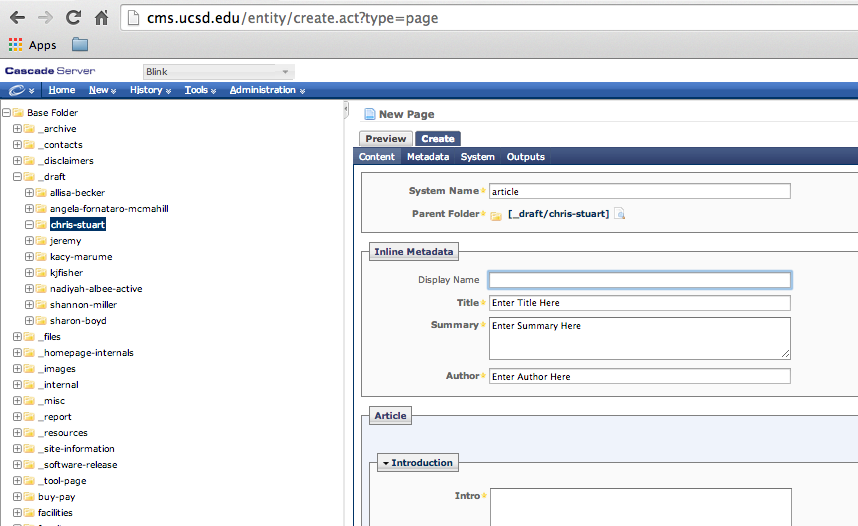 cms.ucsd.edu/entity/create.act?type=page
Apps
Cascade Server
Blink
Home New History Tools Administration
Base Folder
_archive
_contacts
_disclaimers
_draft
allisa-becker
angela-fornataro-mcmahill
chris-stuart
jeremy
kacy-marume
kjfisher
nadiyah-albee-active
shannon-miller
sharon-boyd
_files
_homepage-internals
_images
_internal
_misc
_report
_resources
_site-information
_software-release
_tool-page
buy-pay
facilities
New Page
Preview Create
Content Metadata System Outputs
System Name article
Parent Folder [_draft/chris-stuart]
Inline Metadata
Display Name
Title Enter Title Here
Summary Enter Summary Here
Author Enter Author Here
Article
Introduction
Intro